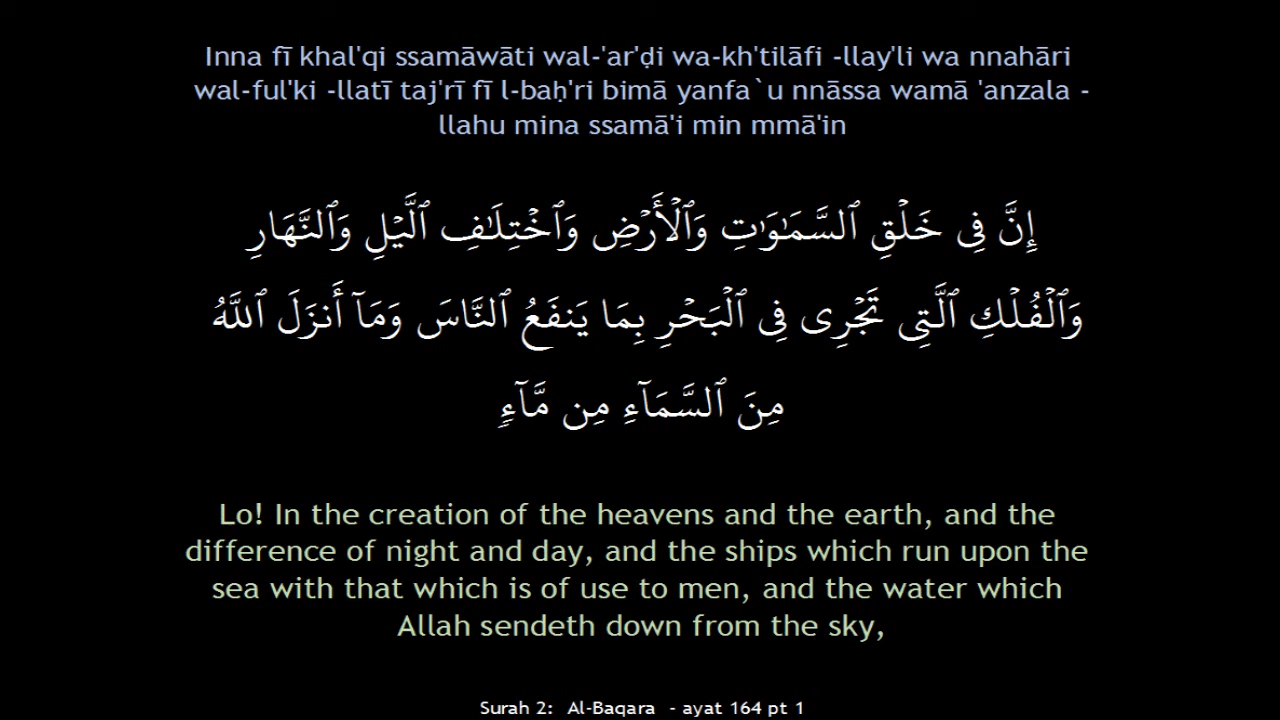 Inna fī khal'qi ssamāwāti wal-'ar'ḍi wa-kh'tilāfi -llay'li wa nnahāri
wal-ful'ki -llatī taj'rī fī l-baḥ'ri bimā yanfa`u nnāssa wamā 'anzala -
llahu mina ssamā'i min mmā'in
إِنَّ فِى خَلْقِ ٱلسَّمَـٰوَٰتِ وَٱلْأَرْضِ وَٱخْتِلَـٰفِ ٱلَّيْلِ وَٱلنَّهَارِ
وَٱلْفُلْكِ ٱلَّتِى تَجْرِى فِى ٱلْبَحْرِ بِمَا يَنفَعُ ٱلنَّاسَ وَمَآ أَنزَلَ ٱللَّهُ
مِنَ ٱلسَّمَآءِ مِن مَّآءٍ
Lo! In the creation of the heavens and the earth, and the
difference of night and day, and the ships which run upon the
sea with that which is of use to men, and the water which
Allah sendeth down from the sky,
Surah 2: Al-Baqara - ayat 164 pt 1